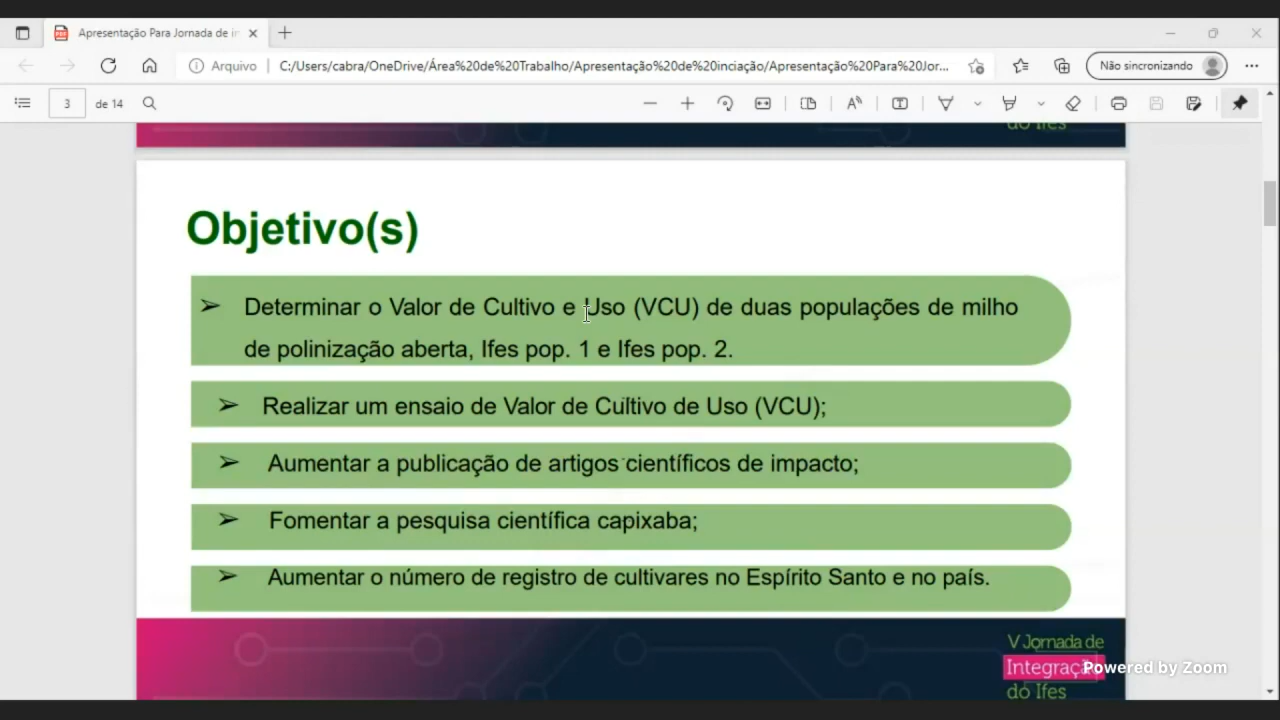 Apresentação Para Jornada de in
Arquivo
C:/Users/cabra/OneDrive/Área%20de%20Trabalho/Apresentação%20de%20inciação/Apresentação%20Para%20Jor...
Não sincronizando
3 de 14
do Ifes
Objetivo(s)
➢ Determinar o Valor de Cultivo e Uso (VCU) de duas populações de milho
de polinização aberta, Ifes pop. 1 e Ifes pop. 2.
➢ Realizar um ensaio de Valor de Cultivo de Uso (VCU);
➢ Aumentar a publicação de artigos científicos de impacto;
➢ Fomentar a pesquisa científica capixaba;
➢ Aumentar o número de registro de cultivares no Espírito Santo e no país.
V Jornada de
Integração
Powered by Zoom
do Ifes